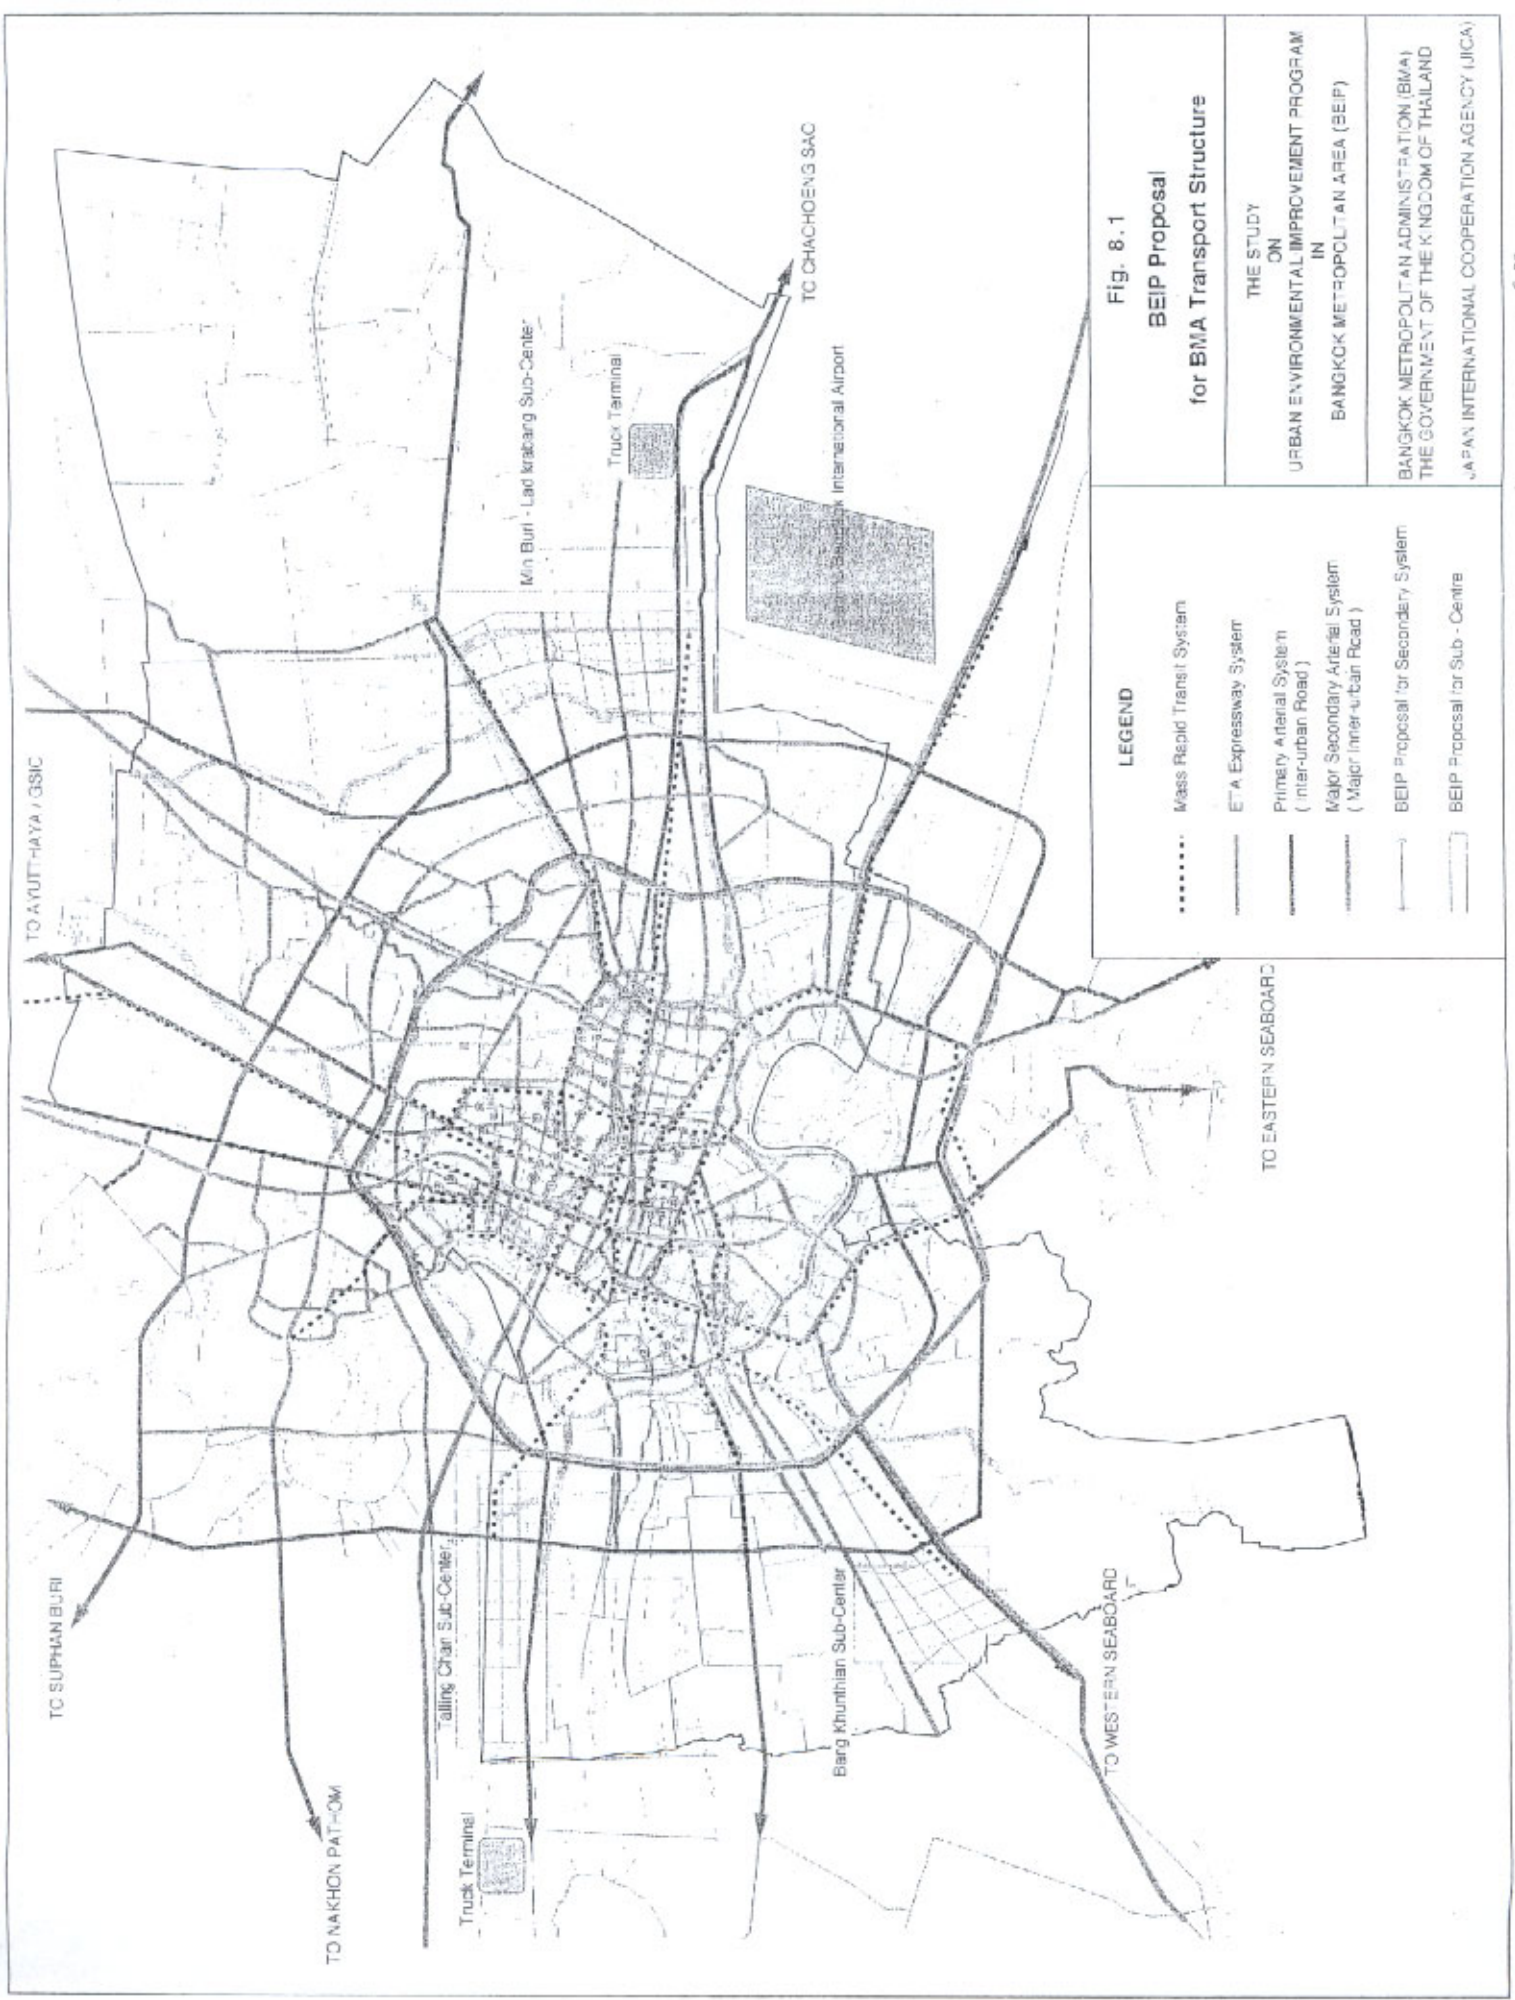 TO AYUTTHAYA / GSIC
TO SUPHAN BURI
TO NAKHON PATHOM
Truck Terminal
Talling Chan Sub-Center
Bang Khunthian Sub-Center
TO WESTERN SEABOARD
TO EASTERN SEABOARD
Min Buri - Lad krabang Sub-Center
Truck Terminal
International Airport
TO CHACHOENG SAO
LEGEND
Mass Rapid Transit System
ETA Expressway System
Primary Arterial System
( Inter-urban Road )
Major Secondary Arterial System
( Major Inner-urban Road )
BEIP Proposal for Secondary System
BEIP Proposal for Sub - Centre
Fig. 8.1
BEIP Proposal
for BMA Transport Structure
THE STUDY
ON
URBAN ENVIRONMENTAL IMPROVEMENT PROGRAM
IN
BANGKOK METROPOLITAN AREA (BEIP)
BANGKOK METROPOLITAN ADMINISTRATION (BMA)
THE GOVERNMENT OF THE KINGDOM OF THAILAND
JAPAN INTERNATIONAL COOPERATION AGENCY (JICA)